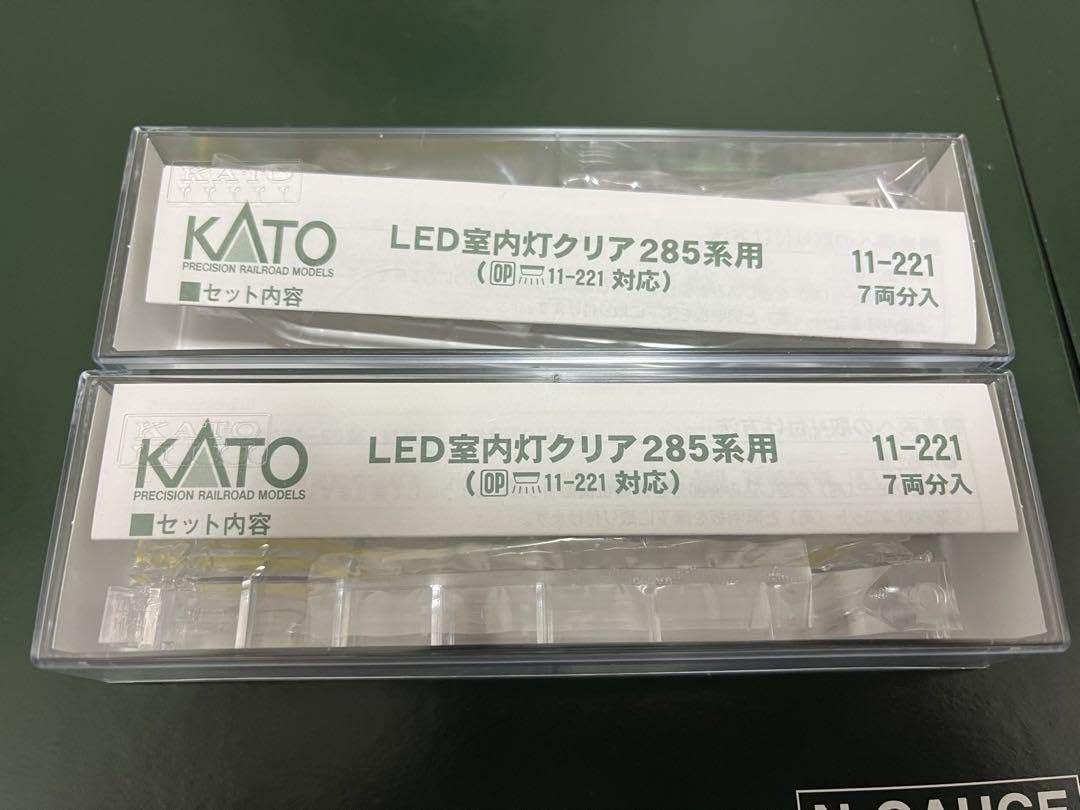 KATO
KATO
PRECISION RAILROAD MODELS
LED室内灯クリア285系用
11-221
(OP 11-221 対応)
7両分入
■セット内容
KATO
KATO
PRECISION RAILROAD MODELS
LED室内灯クリア285系用
11-221
(OP 11-221 対応)
7両分入
■セット内容
N GAUGE